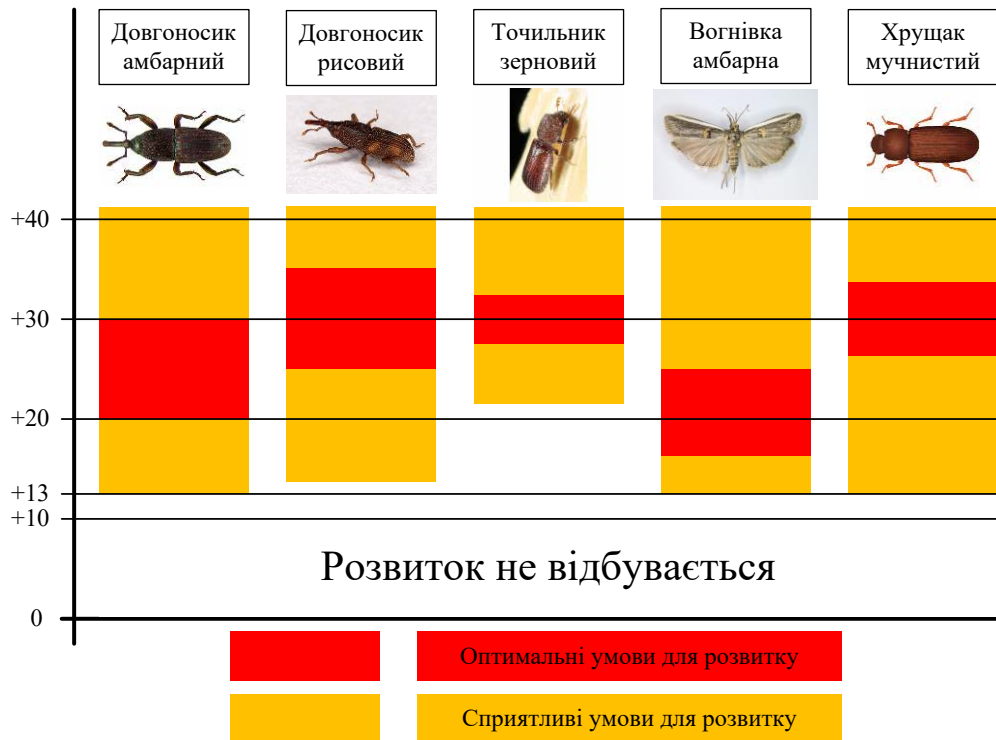 Довгоносик
амбарний
Довгоносик
рисовий
Точильник
зерновий
Вогнівка
амбарна
Хрущак
мучнистий
+40
+30
+20
+13
+10
Розвиток не відбувається
0
Оптимальні умови для розвитку
Сприятливі умови для розвитку